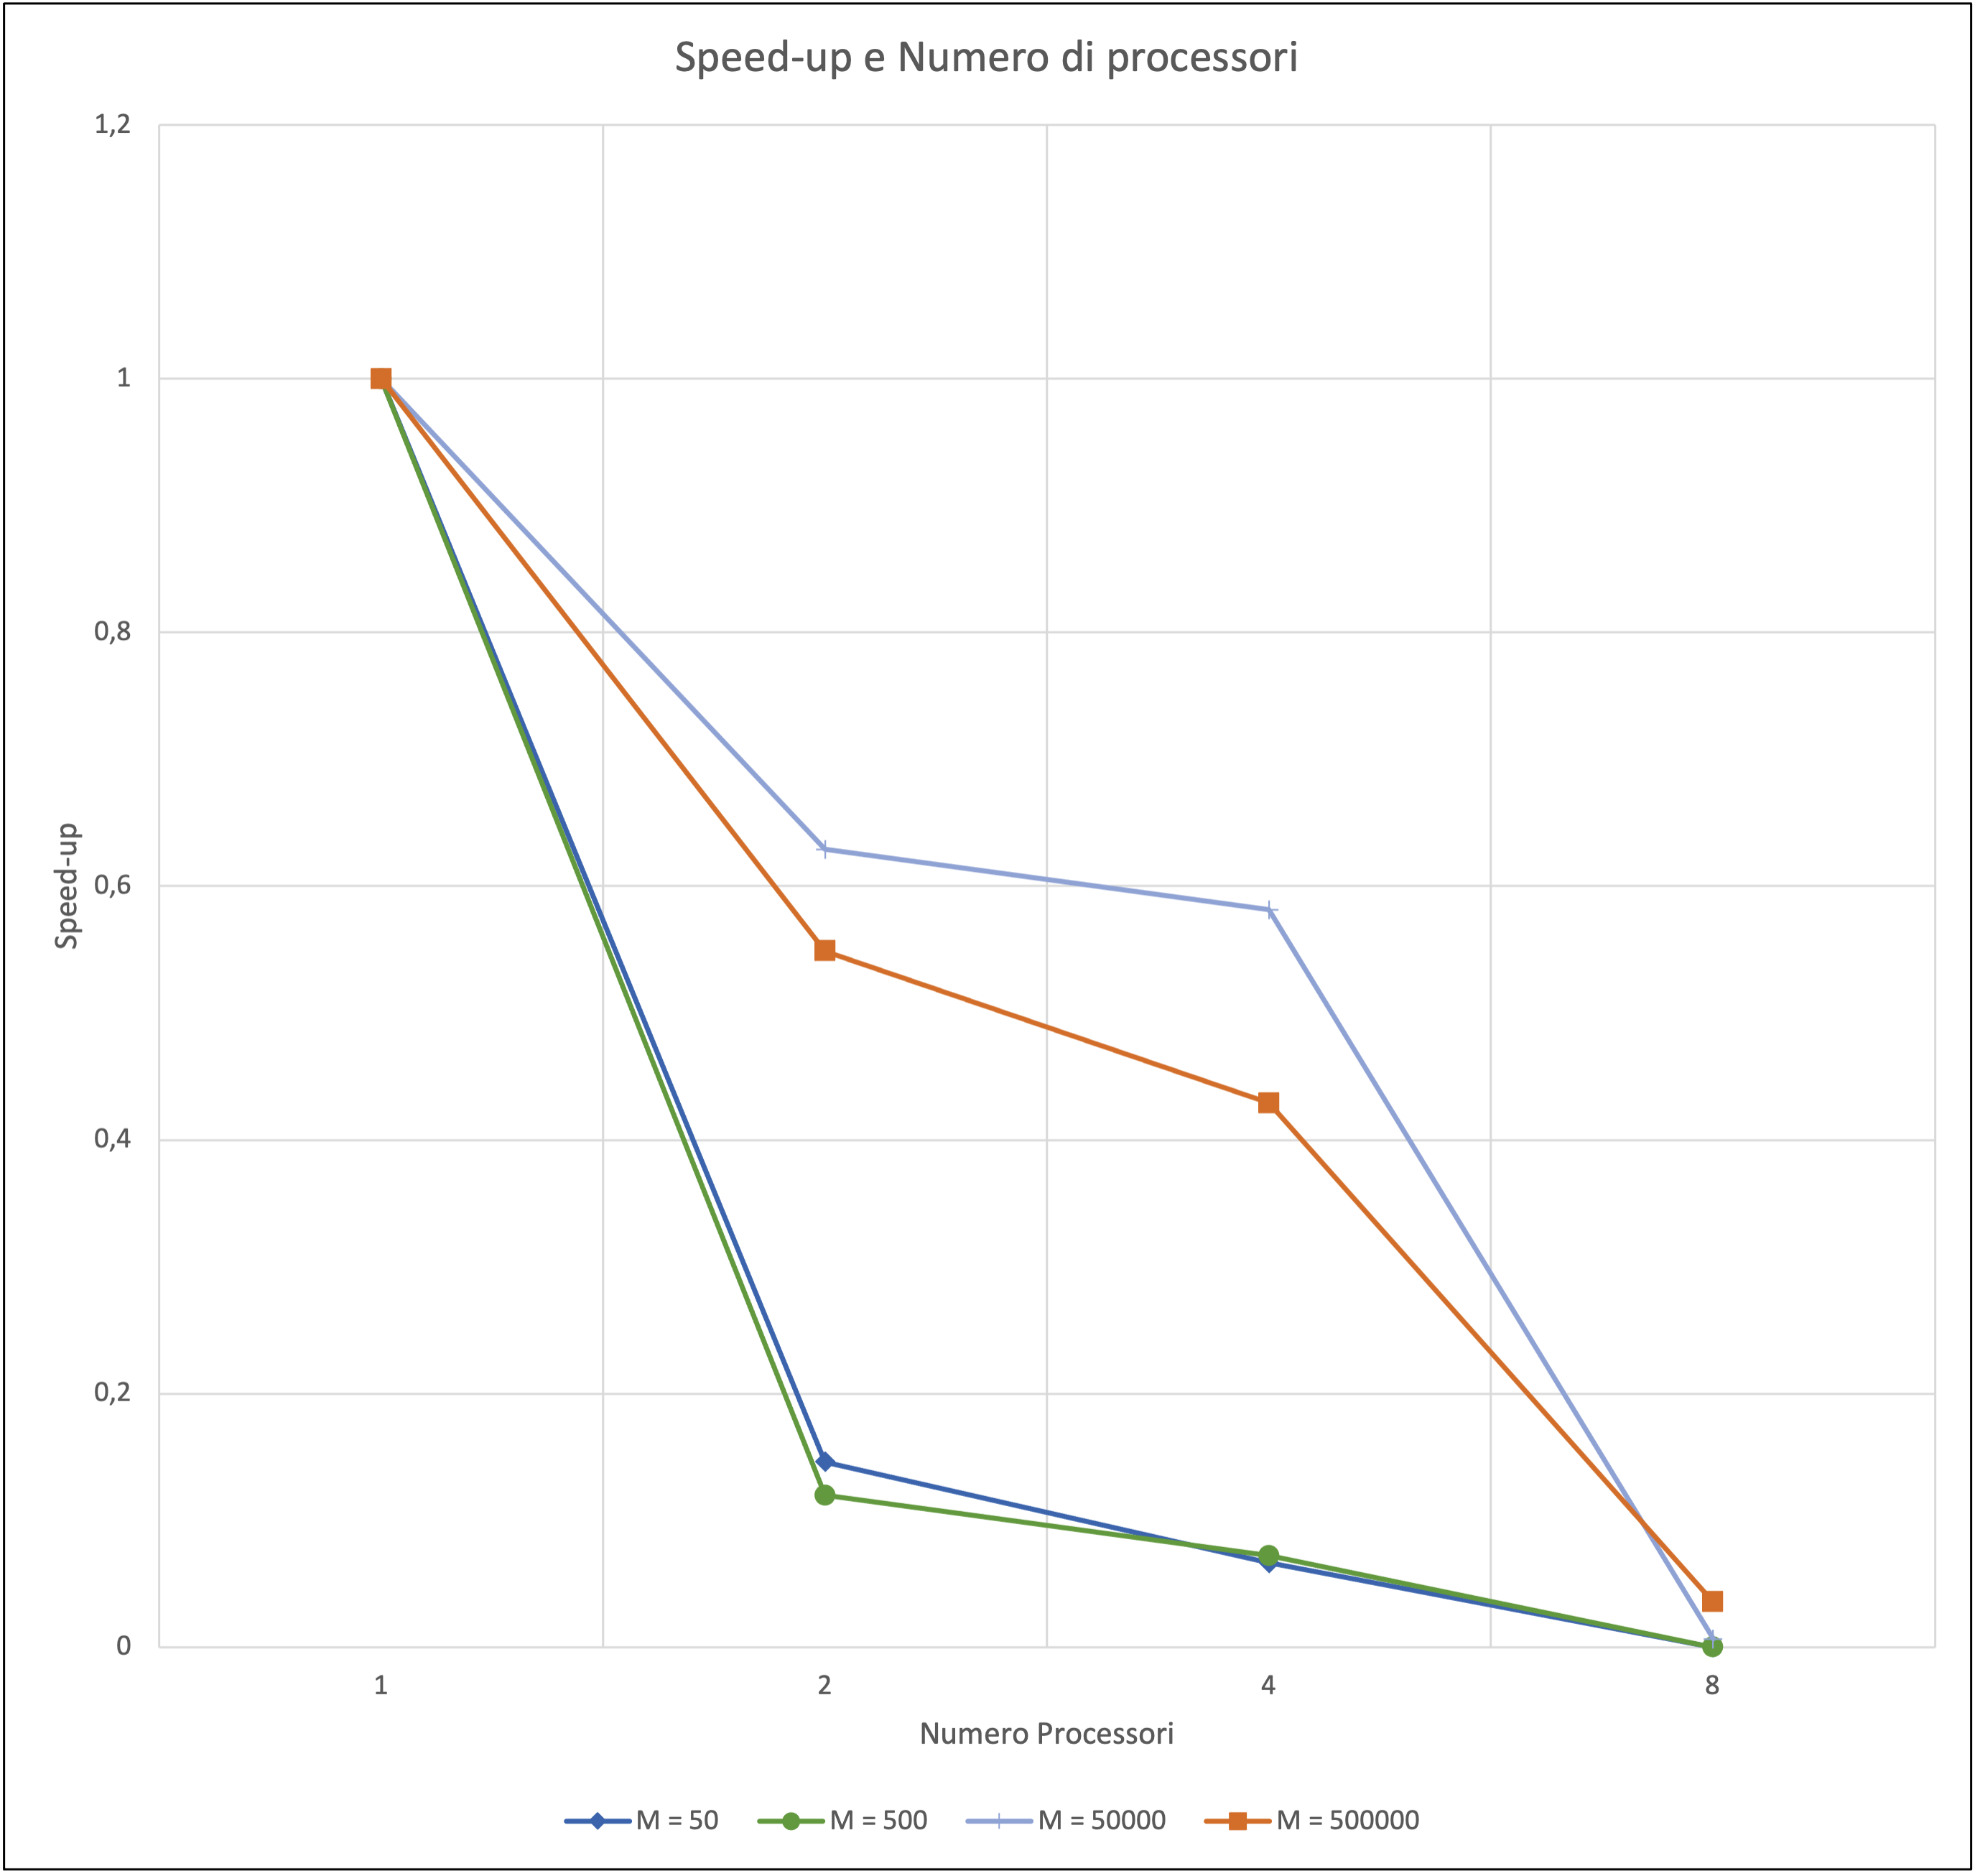 Speed-up e Numero di processori
1,2
1
0,8
0,6
0,4
0,2
0
Speed-up
1 2 4 8
Numero Processori
M = 50 M = 500 M = 50000 M = 500000